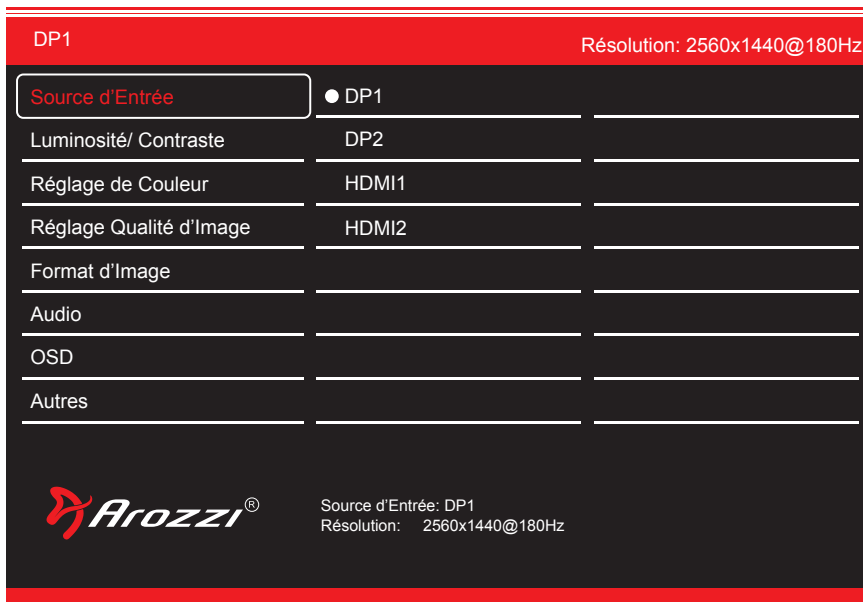 DP1
Résolution: 2560x1440@180Hz
Source d’Entrée
DP1
Luminosité/ Contraste
DP2
Réglage de Couleur
HDMI1
Réglage Qualité d’Image
HDMI2
Format d’Image
Audio
OSD
Autres
Arozzi®
Source d’Entrée: DP1
Résolution: 2560x1440@180Hz